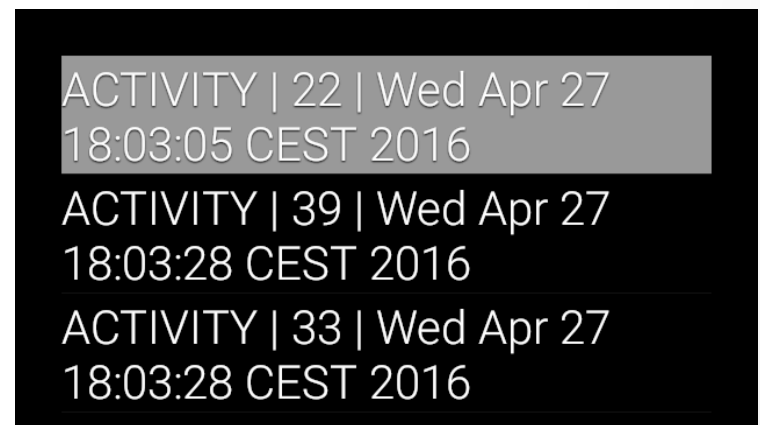 ACTIVITY | 22 | Wed Apr 27
18:03:05 CEST 2016
ACTIVITY | 39 | Wed Apr 27
18:03:28 CEST 2016
ACTIVITY | 33 | Wed Apr 27
18:03:28 CEST 2016